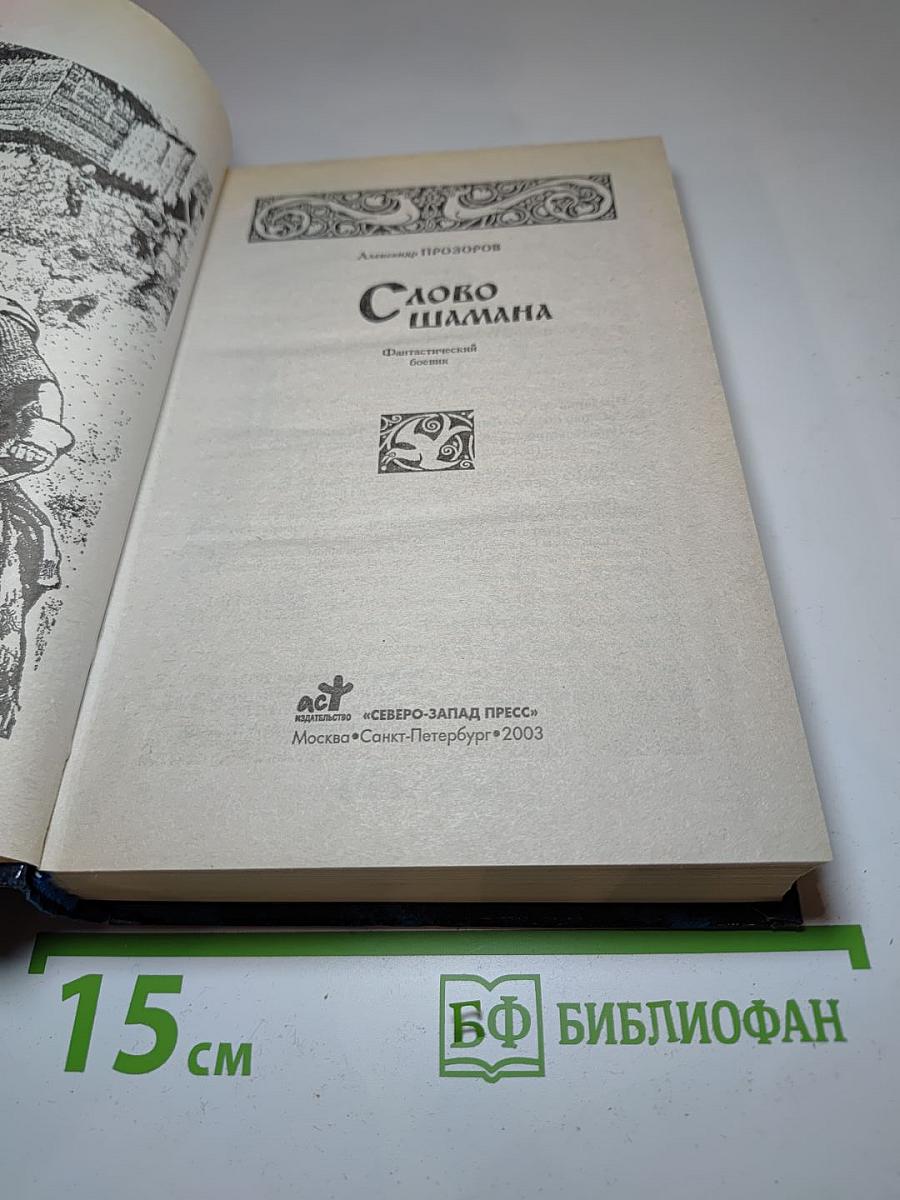 Александр ПРОЗОРОВ
СЛОВО
ШАМАНА
Фантастический
боевик
аст
ИЗДАТЕЛЬСТВО «СЕВЕРО-ЗАПАД ПРЕСС»
Москва•Санкт-Петербург•2003
15 см
БФ БИБЛИОФАН